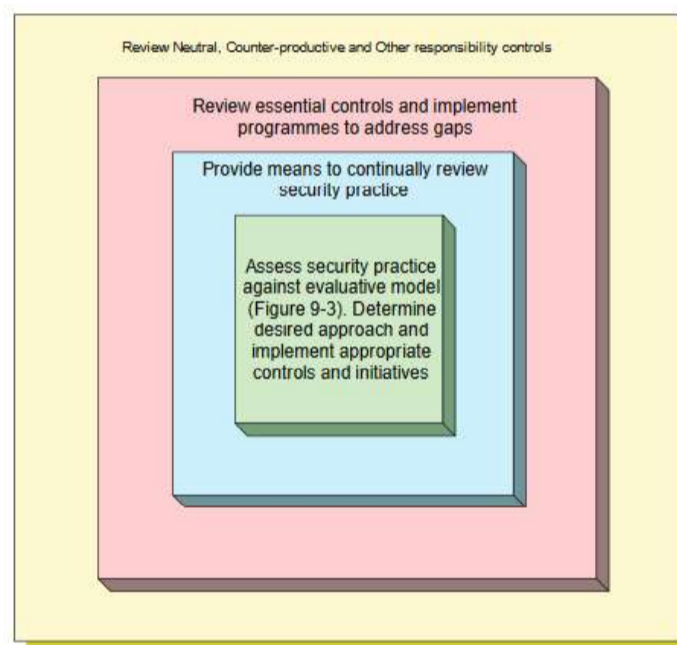 Review Neutral, Counter-productive and Other responsibility controls
Review essential controls and implement
programmes to address gaps
Provide means to continually review
security practice
Assess security practice
against evaluative model
(Figure 9-3). Determine
desired approach and
implement appropriate
controls and initiatives